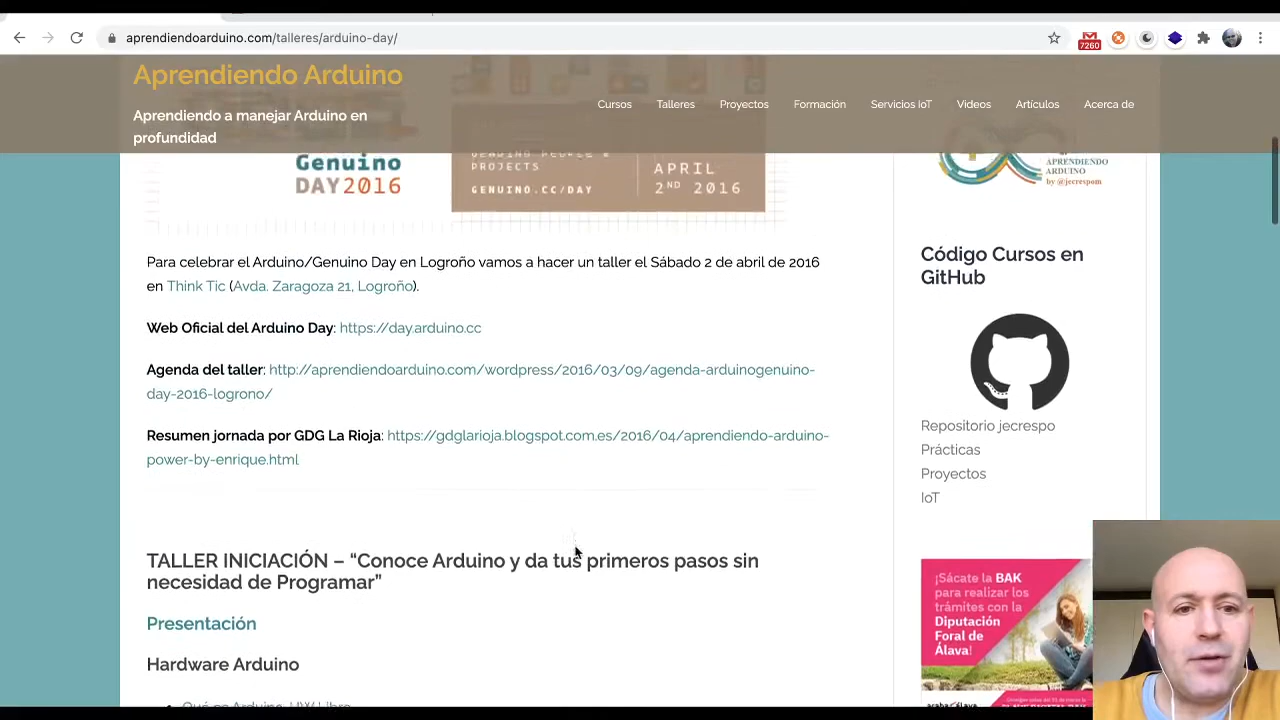 aprendiendoarduino.com/talleres/arduino-day/
7260
Aprendiendo Arduino
Aprendiendo a manejar Arduino en
profundidad
Cursos
Talleres
Proyectos
Formación
Servicios IoT
Videos
Artículos
Acerca de
Genuino
DAY2016
PROJECTS
GENUINO.CC/DAY
APRIL
2ND 2016
APRENDIENDO
ARDUINO
by @jecrespom
Para celebrar el Arduino/Genuino Day en Logroño vamos a hacer un taller el Sábado 2 de abril de 2016
en Think Tic (Avda. Zaragoza 21, Logroño).
Web Oficial del Arduino Day: https://day.arduino.cc
Agenda del taller: http://aprendiendoarduino.com/wordpress/2016/03/09/agenda-arduinogenuino-
day-2016-logrono/
Resumen jornada por GDG La Rioja: https://gdglarioja.blogspot.com.es/2016/04/aprendiendo-arduino-
power-by-enrique.html
TALLER INICIACIÓN – “Conoce Arduino y da tus primeros pasos sin
necesidad de Programar”
Presentación
Hardware Arduino
Código Cursos en
GitHub
Repositorio jecrespo
Prácticas
Proyectos
IoT
¡Sácate la BAK
para realizar los
trámites con la
Diputación
Foral de
Álava!